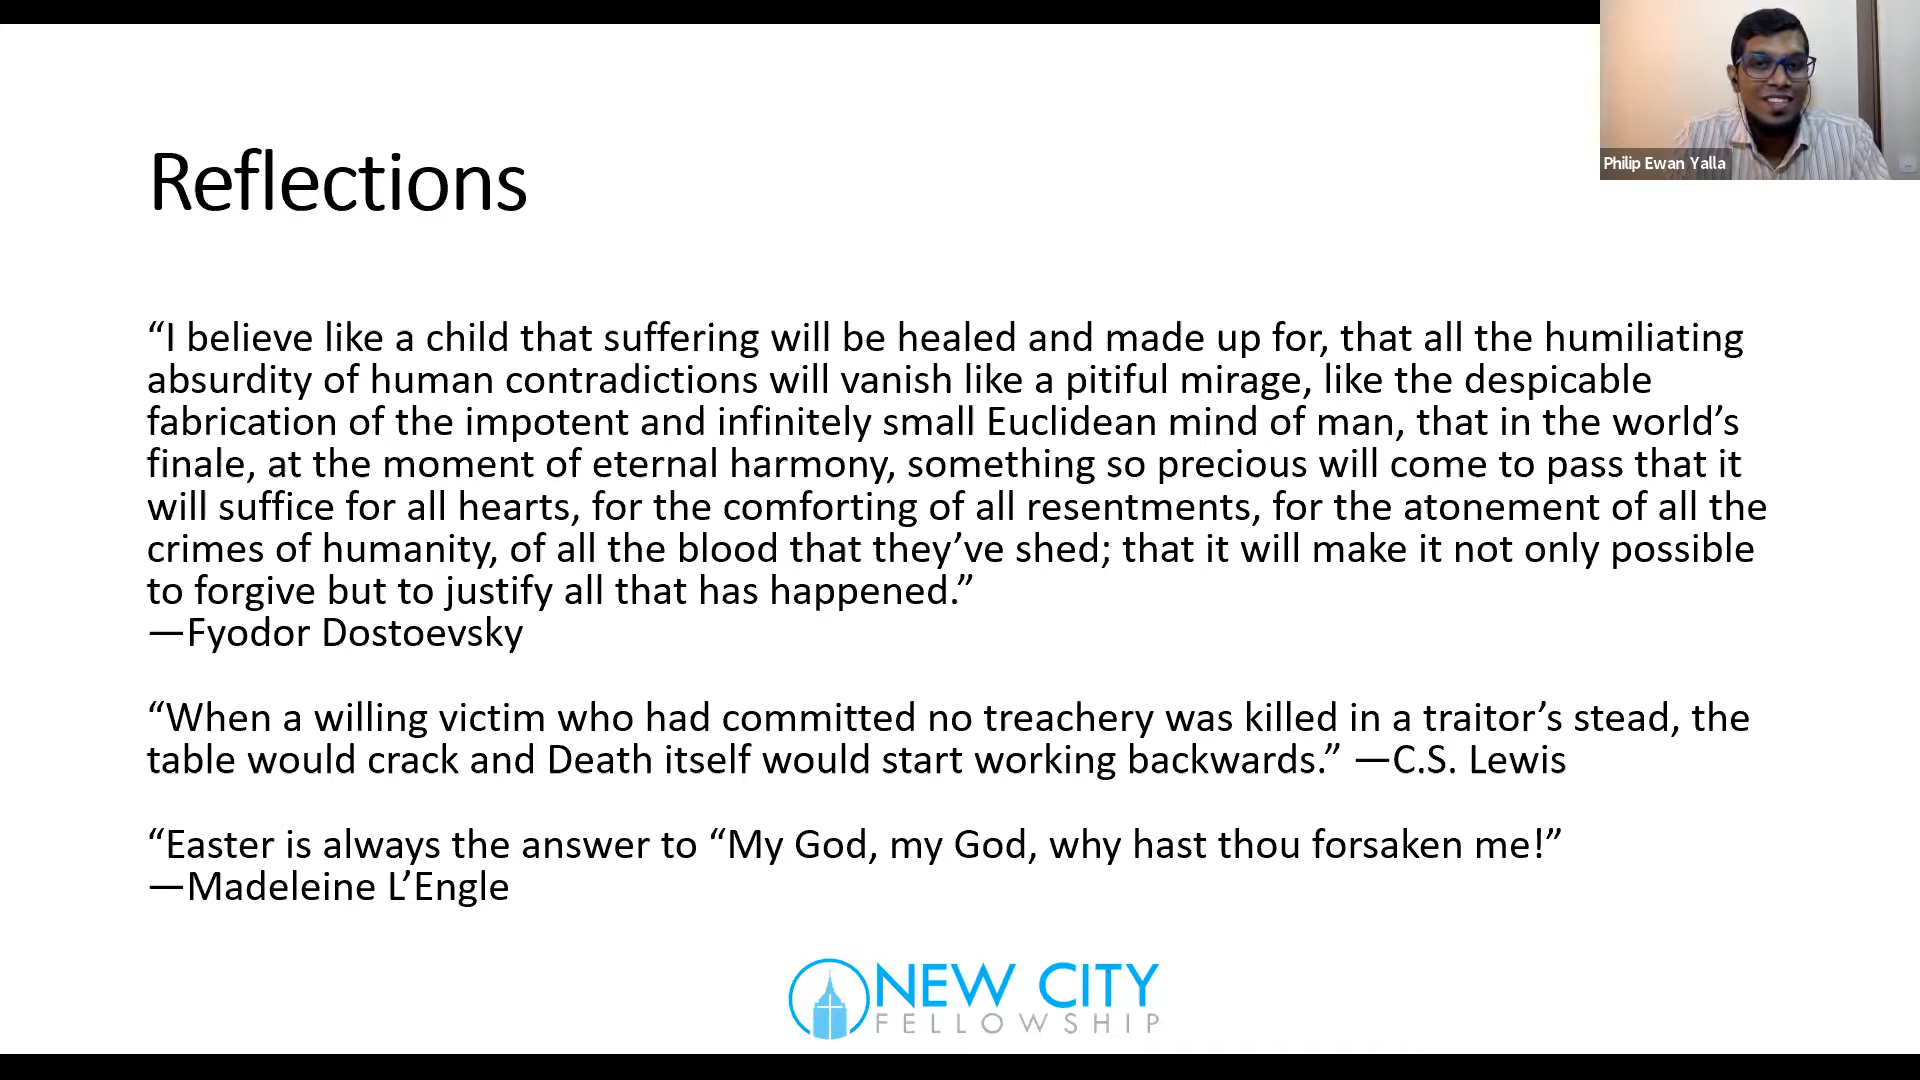 Philip Ewan Yalla
Reflections
“I believe like a child that suffering will be healed and made up for, that all the humiliating
absurdity of human contradictions will vanish like a pitiful mirage, like the despicable
fabrication of the impotent and infinitely small Euclidean mind of man, that in the world’s
finale, at the moment of eternal harmony, something so precious will come to pass that it
will suffice for all hearts, for the comforting of all resentments, for the atonement of all the
crimes of humanity, of all the blood that they’ve shed; that it will make it not only possible
to forgive but to justify all that has happened.”
—Fyodor Dostoevsky
“When a willing victim who had committed no treachery was killed in a traitor’s stead, the
table would crack and Death itself would start working backwards.” —C.S. Lewis
“Easter is always the answer to “My God, my God, why hast thou forsaken me!”
—Madeleine L’Engle
NEW CITY
FELLOWSHIP